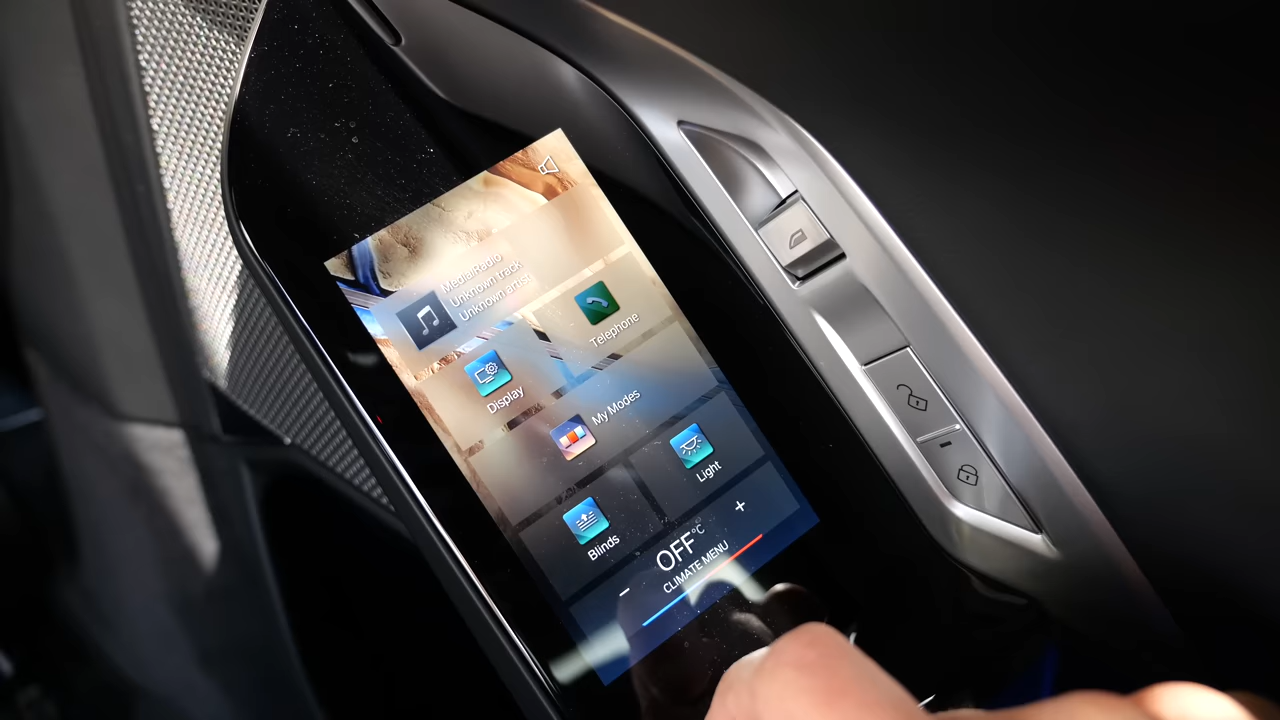 Media/Radio
Unknown track
Unknown artist
Telephone
Display
My Modes
Light
Blinds
+
OFF°C
−
CLIMATE MENU